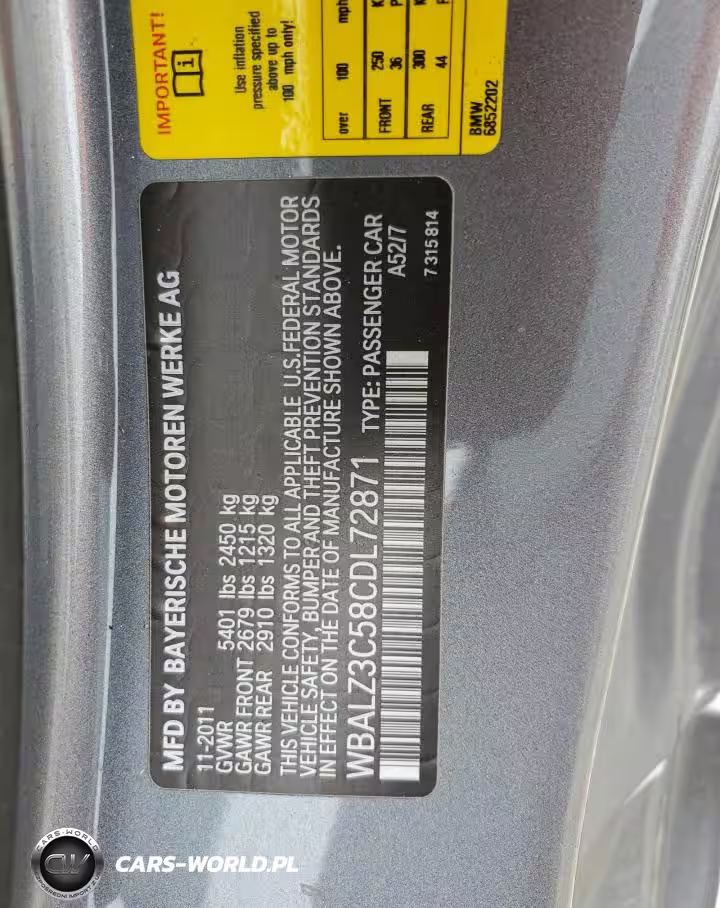 MFD BY BAYERISCHE MOTOREN WERKE AG
11-2011
GVWR 5401 lbs 2450 kg
GAWR FRONT 2679 lbs 1215 kg
GAWR REAR 2910 lbs 1320 kg
THIS VEHICLE CONFORMS TO ALL APPLICABLE U.S.FEDERAL MOTOR
VEHICLE SAFETY, BUMPER AND THEFT PREVENTION STANDARDS
IN EFFECT ON THE DATE OF MANUFACTURE SHOWN ABOVE.
WBALZ3C58CDL72871 TYPE: PASSENGER CAR
A52/7
7 315 814
IMPORTANT!
Use inflation
pressure specified
above up to
100 mph only!
over 100 mph
FRONT 250
36
REAR 300
44
BMW
6852202
CARS-WORLD
CW
CARS-WORLD.PL